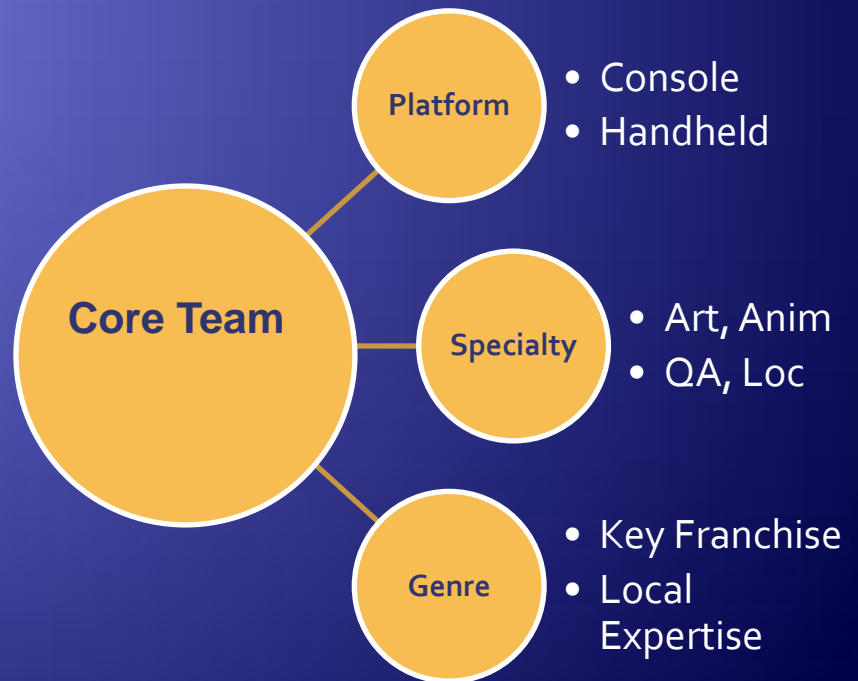 Core Team
Platform
• Console
• Handheld
Specialty
• Art, Anim
• QA, Loc
Genre
• Key Franchise
• Local
Expertise